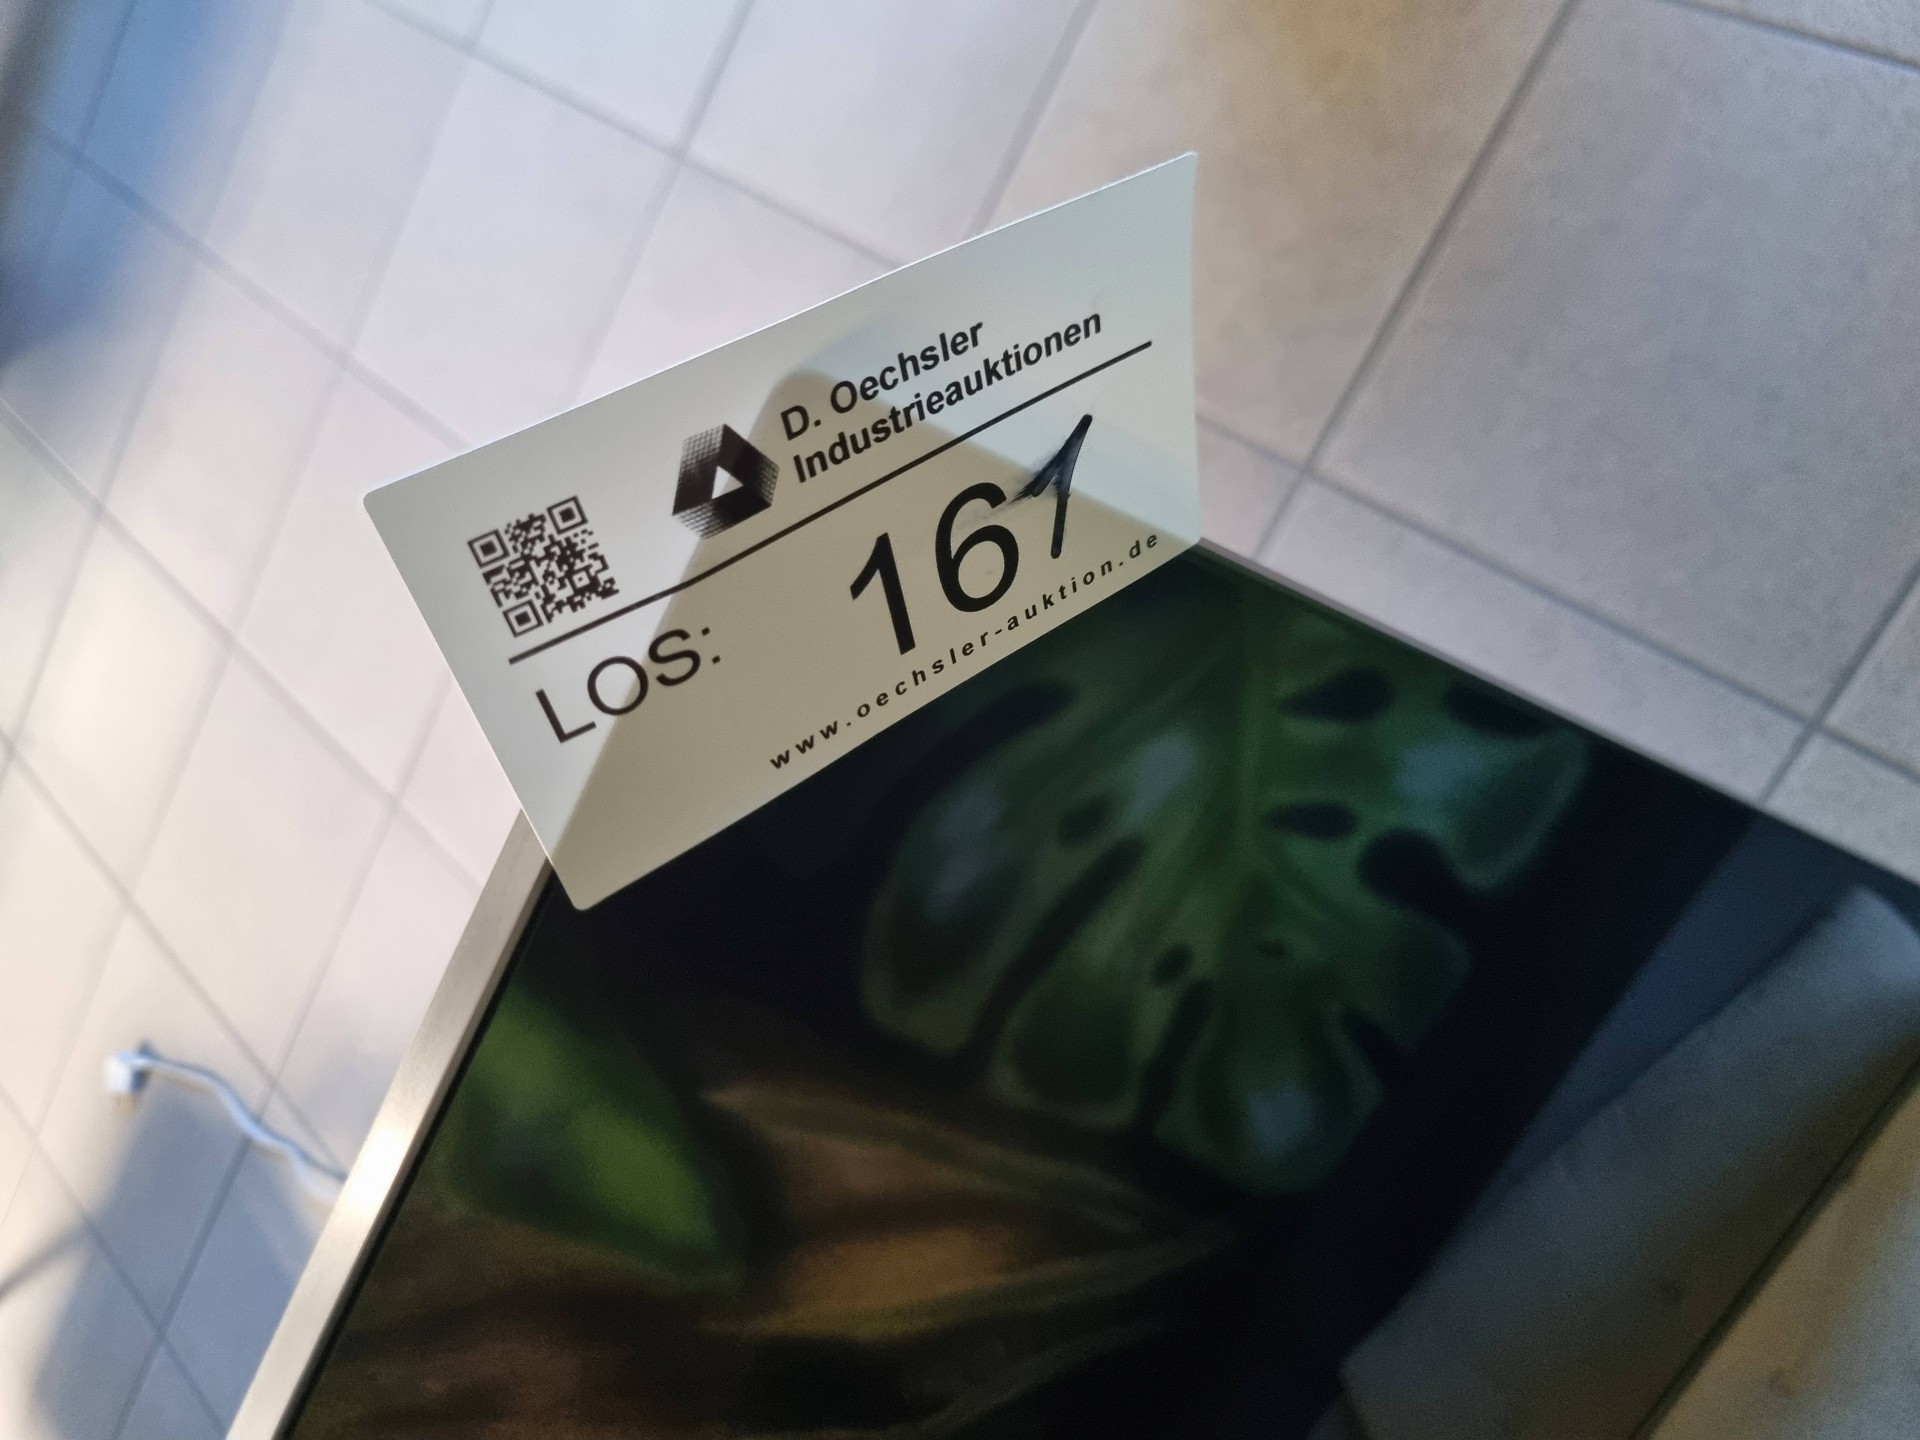 D. Oechsler
Industrieauktionen
LOS: 161
www.oechsler-auktion.de